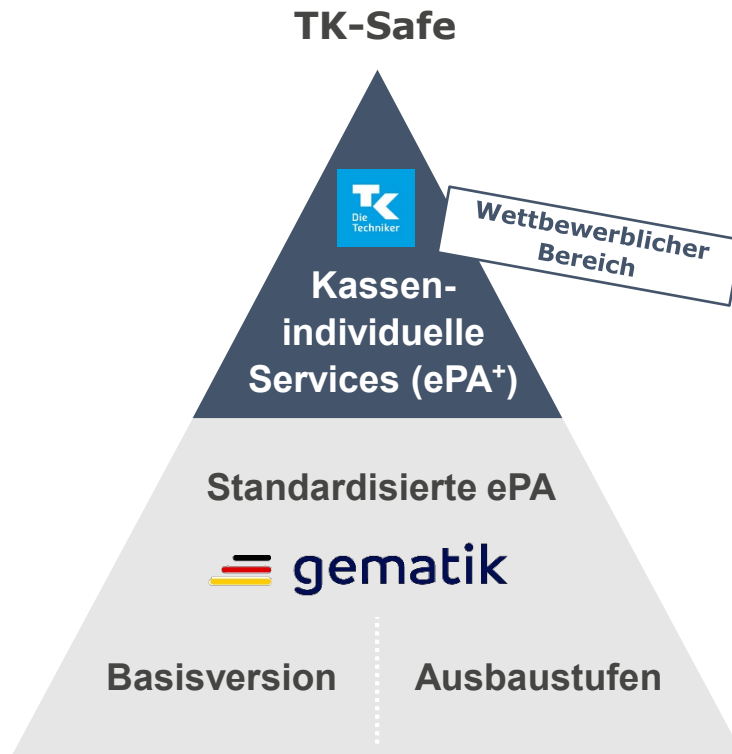 TK-Safe
TK
Die
Techniker
Wettbewerblicher
Bereich
Kassen-
individuelle
Services (ePA⁺)
Standardisierte ePA
gematik
Basisversion
Ausbaustufen